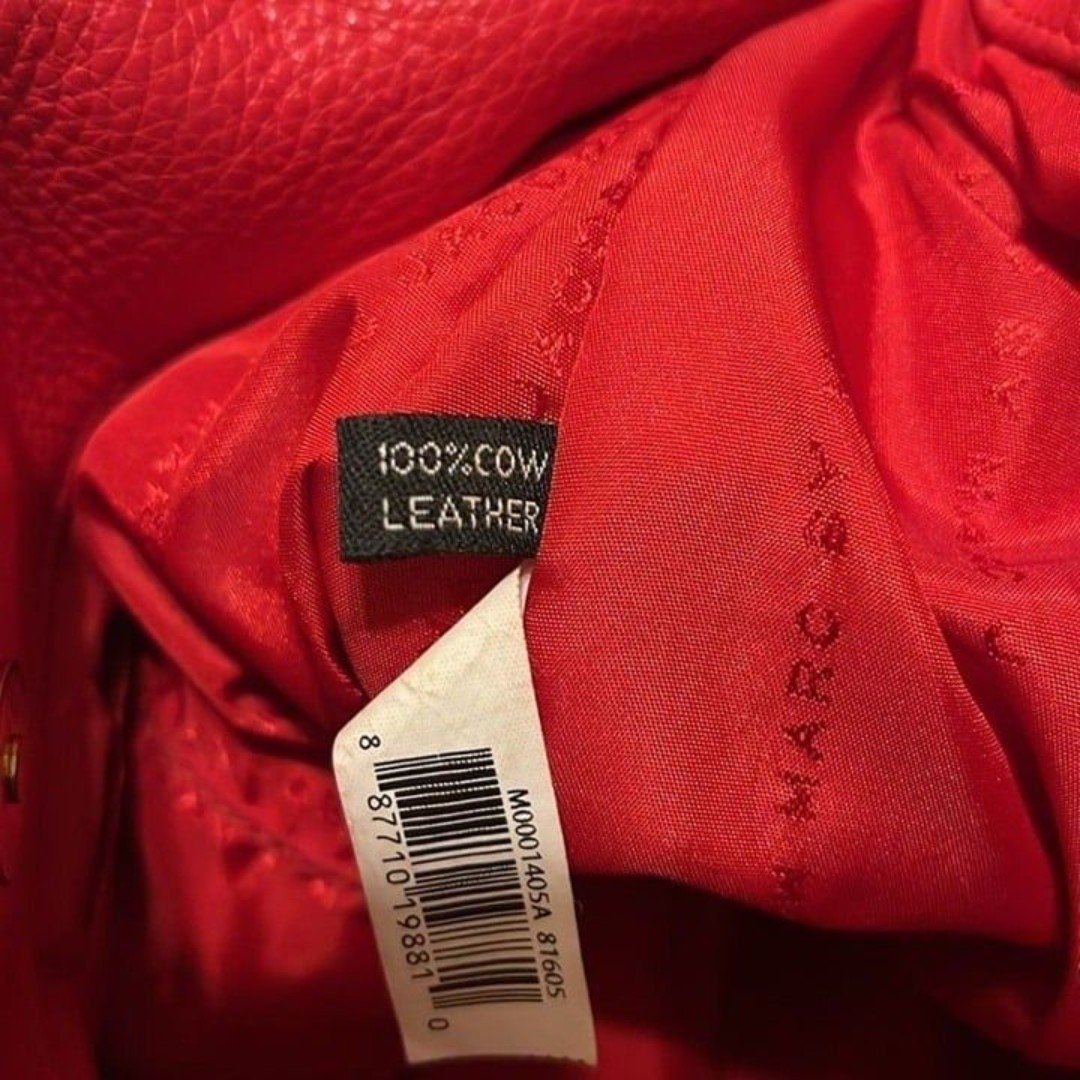 100%COW
LEATHER
M MARC BY
8 87710 19881 0
M0001405A 81605